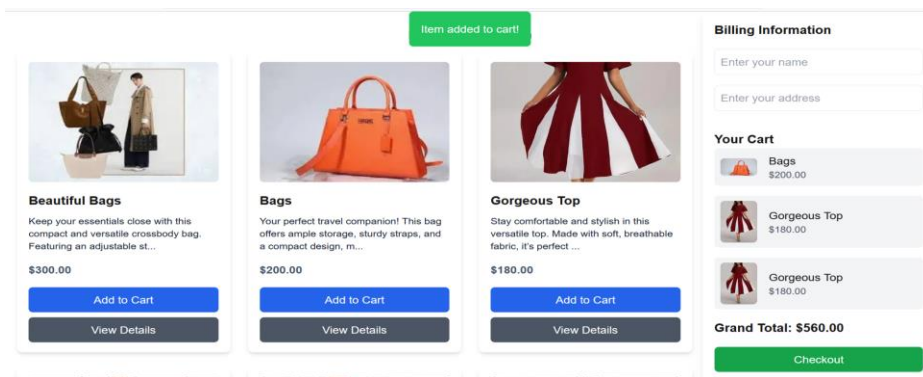 Item added to cart!
Beautiful Bags
Keep your essentials close with this
compact and versatile crossbody bag.
Featuring an adjustable st...
$300.00
Add to Cart
View Details
Bags
Your perfect travel companion! This bag
offers ample storage, sturdy straps, and
a compact design, m...
$200.00
Add to Cart
View Details
Gorgeous Top
Stay comfortable and stylish in this
versatile top. Made with soft, breathable
fabric, it's perfect ...
$180.00
Add to Cart
View Details
Billing Information
Enter your name
Enter your address
Your Cart
Bags
$200.00
Gorgeous Top
$180.00
Gorgeous Top
$180.00
Grand Total: $560.00
Checkout